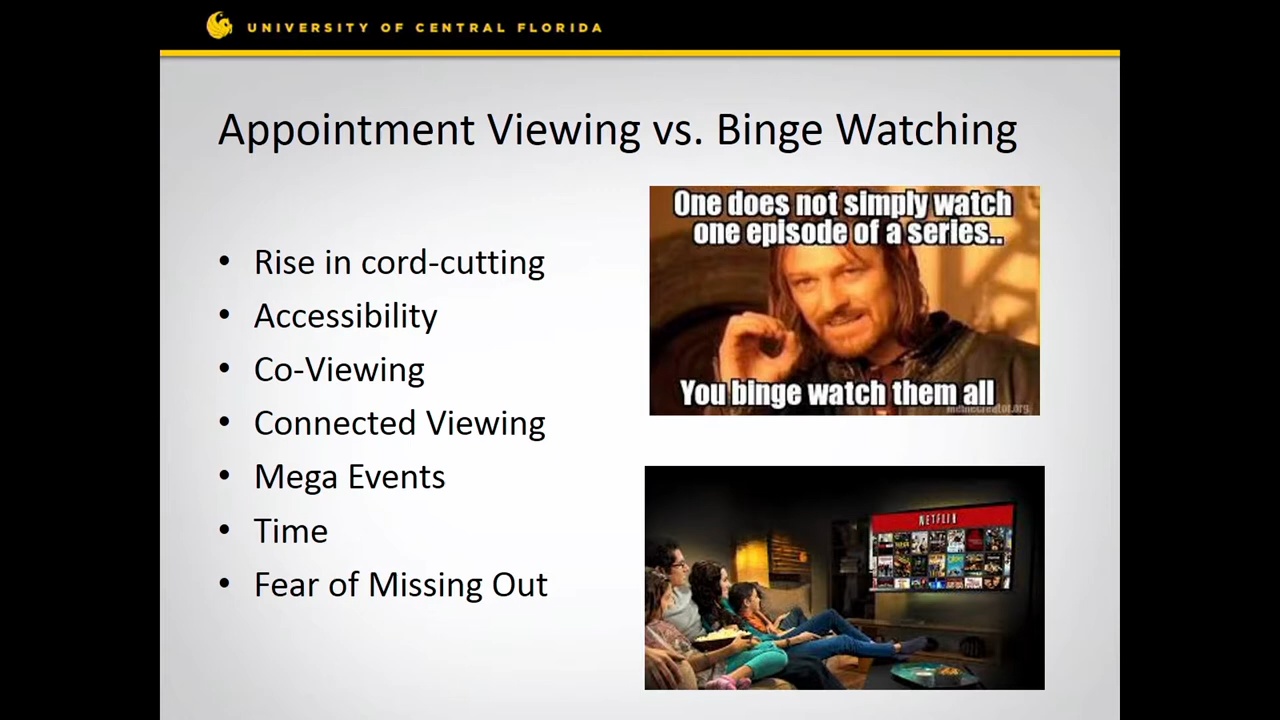 UNIVERSITY OF CENTRAL FLORIDA
Appointment Viewing vs. Binge Watching
• Rise in cord-cutting
• Accessibility
• Co-Viewing
• Connected Viewing
• Mega Events
• Time
• Fear of Missing Out
One does not simply watch
one episode of a series..
You binge watch them all
memecreator.org
NETFLIX